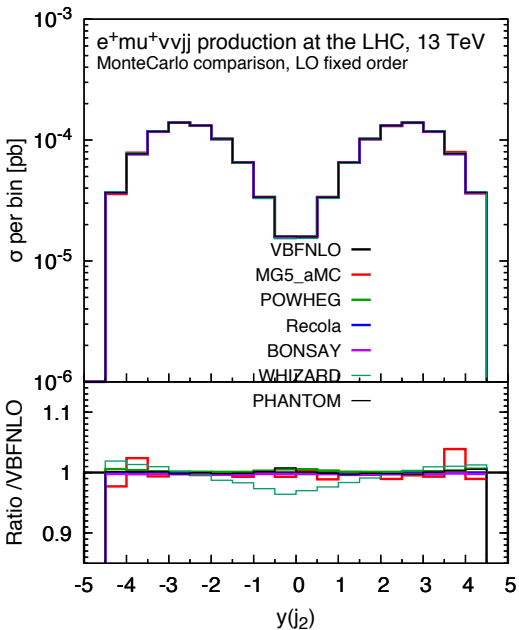 10⁻³
e⁺mu⁺vvjj production at the LHC, 13 TeV
MonteCarlo comparison, LO fixed order
10⁻⁴
σ per bin [pb]
10⁻⁵
VBFNLO
MG5_aMC
POWHEG
Recola
BONSAY
WHIZARD
PHANTOM
10⁻⁶
1.1
1
0.9
Ratio /VBFNLO
-5 -4 -3 -2 -1 0 1 2 3 4 5
y(j₂)